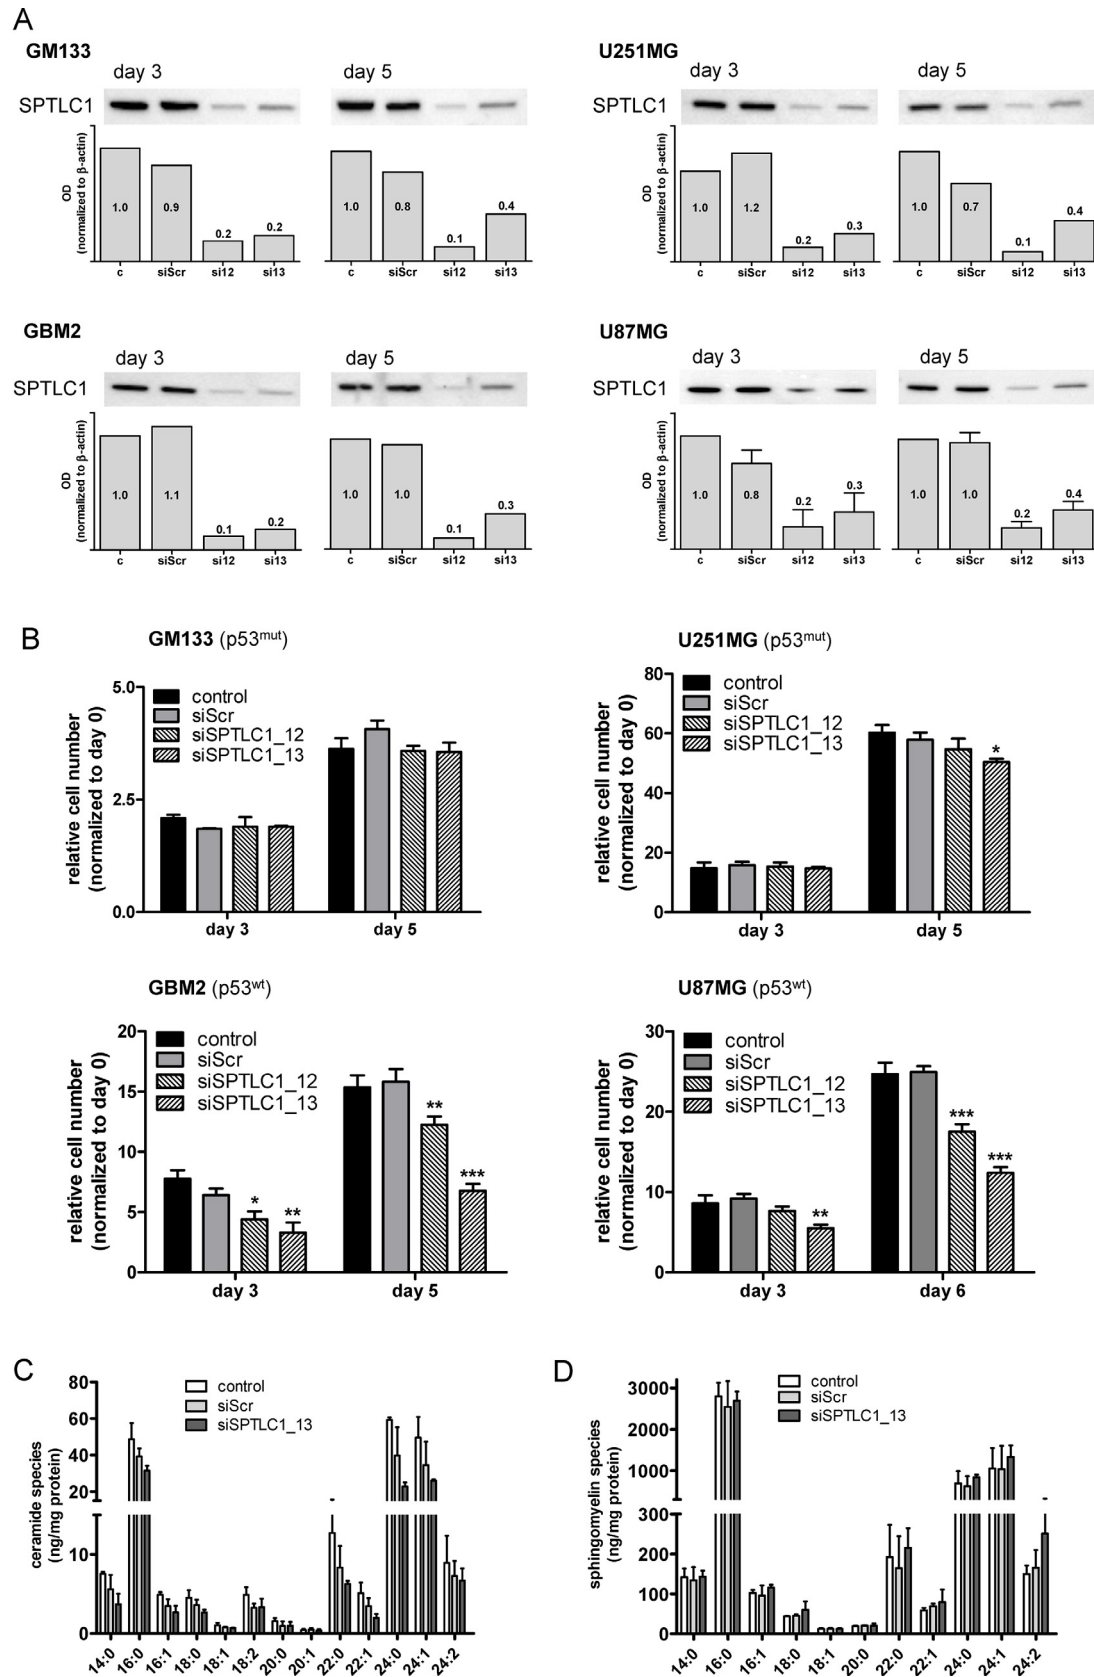 A
GM133
day 3
day 5
SPTLC1
OD
(normalized to β-actin)
1.0
0.9
0.2
0.2
c
siScr
si12
si13
1.0
0.8
0.1
0.4
c
siScr
si12
si13
U251MG
day 3
day 5
SPTLC1
OD
(normalized to β-actin)
1.0
1.2
0.2
0.3
c
siScr
si12
si13
1.0
0.7
0.1
0.4
c
siScr
si12
si13
GBM2
day 3
day 5
SPTLC1
OD
(normalized to β-actin)
1.0
1.1
0.1
0.2
c
siScr
si12
si13
1.0
1.0
0.1
0.3
c
siScr
si12
si13
U87MG
day 3
day 5
SPTLC1
OD
(normalized to β-actin)
1.0
0.8
0.2
0.3
c
siScr
si12
si13
1.0
1.0
0.2
0.4
c
siScr
si12
si13
B
GM133 (p53mut)
relative cell number
(normalized to day 0)
5.0
2.5
0.0
control
siScr
siSPTLC1_12
siSPTLC1_13
day 3
day 5
U251MG (p53mut)
relative cell number
(normalized to day 0)
80
60
40
20
0
control
siScr
siSPTLC1_12
siSPTLC1_13
*
day 3
day 5
GBM2 (p53wt)
relative cell number
(normalized to day 0)
20
15
10
5
0
control
siScr
siSPTLC1_12
siSPTLC1_13
*
**
**
***
day 3
day 5
U87MG (p53wt)
relative cell number
(normalized to day 0)
30
20
10
0
control
siScr
siSPTLC1_12
siSPTLC1_13
**
***
***
day 3
day 6
C
ceramide species
(ng/mg protein)
80
60
40
20
10
0
control
siScr
siSPTLC1_13
14:0
16:0
16:1
18:0
18:1
18:2
20:0
20:1
22:0
22:1
24:0
24:1
24:2
D
sphingomyelin species
(ng/mg protein)
3000
2000
1000
300
200
100
0
control
siScr
siSPTLC1_13
14:0
16:0
16:1
18:0
18:1
20:0
22:0
22:1
24:0
24:1
24:2